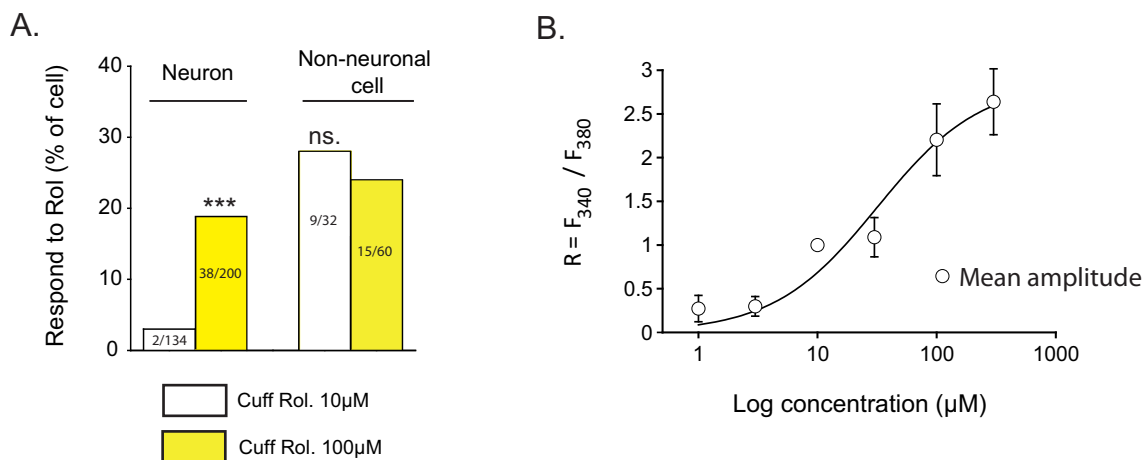 A.
Respond to Rol (% of cell)
40
30
20
10
0
Neuron
Non-neuronal
cell
ns.
***
2/134
38/200
9/32
15/60
Cuff Rol. 10µM
Cuff Rol. 100µM
B.
R = F340 / F380
3
2.5
2
1.5
1
0.5
0
1
10
100
1000
Mean amplitude
Log concentration (µM)